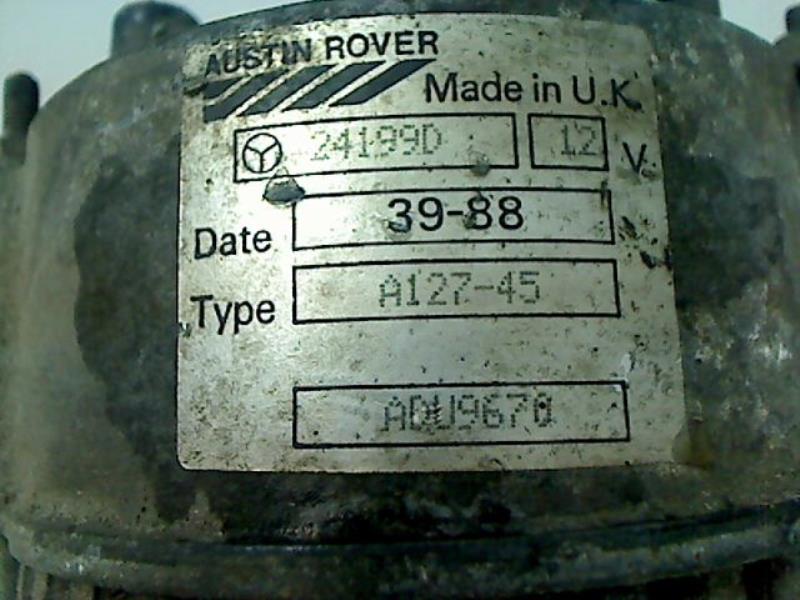 AUSTIN ROVER
Made in U.K.
24199D 12 V
Date 39-88
Type A127-45
ADU9670